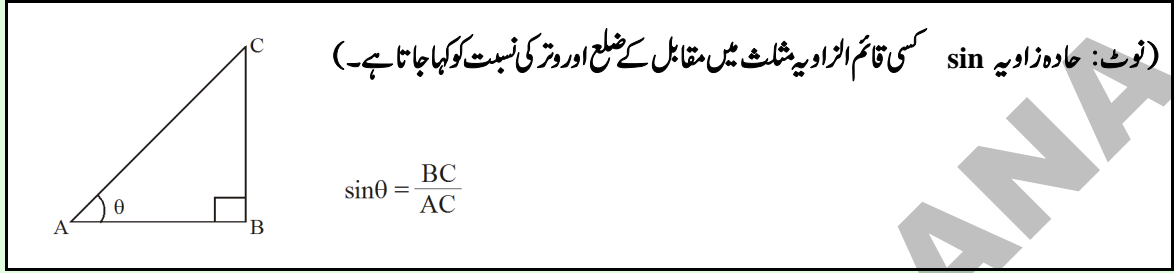 (نوٹ: حادہ زاویہ sin کسی قائم الزاویہ مثلث میں مقابل کے ضلع اور وتر کی نسبت کو کہا جاتا ہے۔)
C
θ
A
B
sinθ = BC/AC
ANA